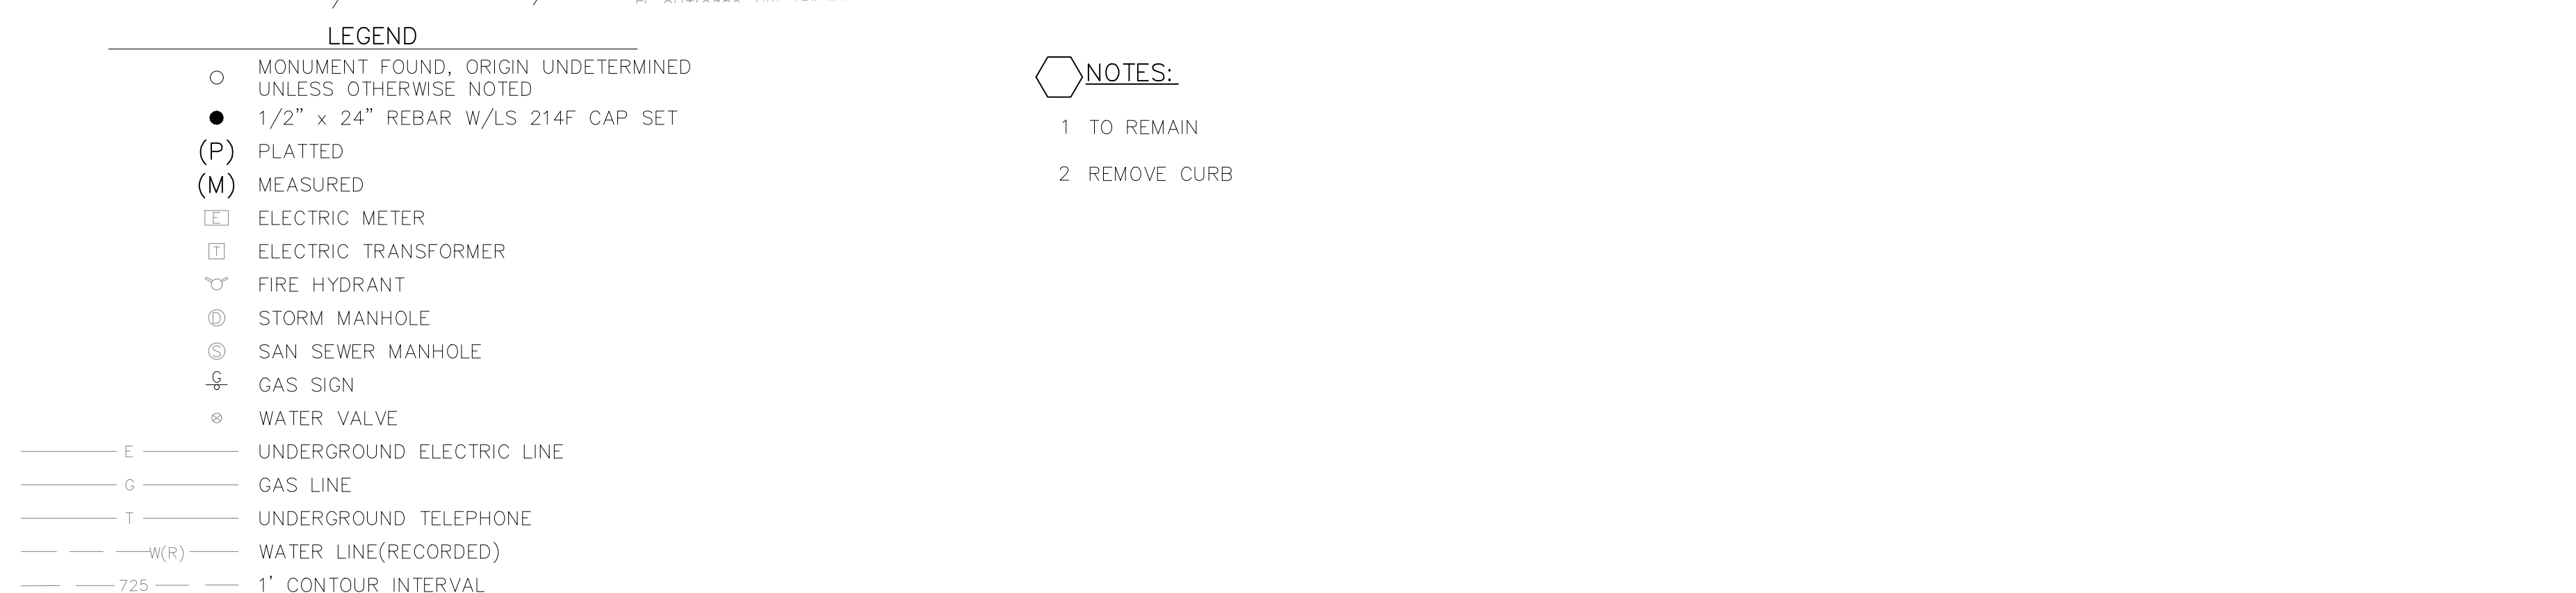 LEGEND
MONUMENT FOUND, ORIGIN UNDETERMINED
UNLESS OTHERWISE NOTED
1/2" x 24" REBAR W/LS 214F CAP SET
(P) PLATTED
(M) MEASURED
E ELECTRIC METER
T ELECTRIC TRANSFORMER
FIRE HYDRANT
D STORM MANHOLE
S SAN SEWER MANHOLE
G GAS SIGN
WATER VALVE
E UNDERGROUND ELECTRIC LINE
G GAS LINE
T UNDERGROUND TELEPHONE
W(R) WATER LINE(RECORDED)
725 1' CONTOUR INTERVAL
NOTES:
1 TO REMAIN
2 REMOVE CURB